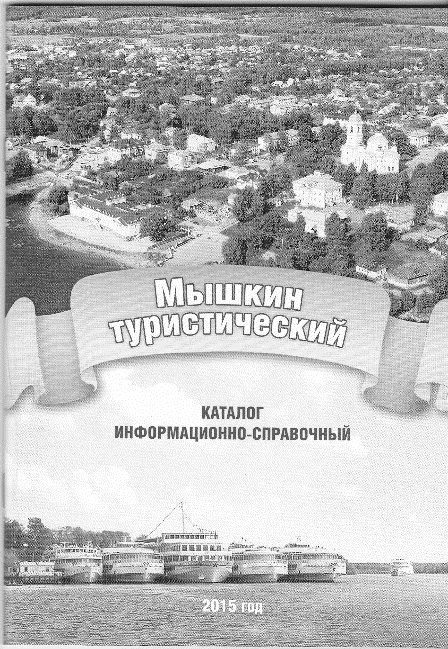 Мышкин
туристический
КАТАЛОГ
ИНФОРМАЦИОННО-СПРАВОЧНЫЙ
2015 год